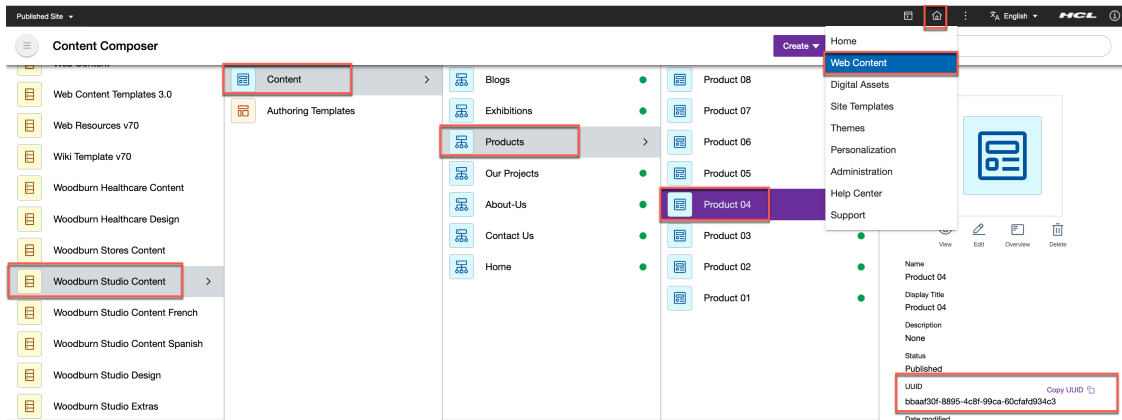 Published Site
English
HCL
Content Composer
Create
Home
Web Content
Digital Assets
Site Templates
Themes
Personalization
Administration
Help Center
Support
Web Content
Web Content Templates 3.0
Web Resources v70
Wiki Template v70
Woodburn Healthcare Content
Woodburn Healthcare Design
Woodburn Stores Content
Woodburn Studio Content
Woodburn Studio Content French
Woodburn Studio Content Spanish
Woodburn Studio Design
Woodburn Studio Extras
Content
Authoring Templates
Blogs
Exhibitions
Products
Our Projects
About-Us
Contact Us
Home
Product 08
Product 07
Product 06
Product 05
Product 04
Product 03
Product 02
Product 01
View
Edit
Overview
Delete
Name
Product 04
Display Title
Product 04
Description
None
Status
Published
UUID
Copy UUID
bbaaf30f-8895-4c8f-99ca-60cfafd934c3
Date modified